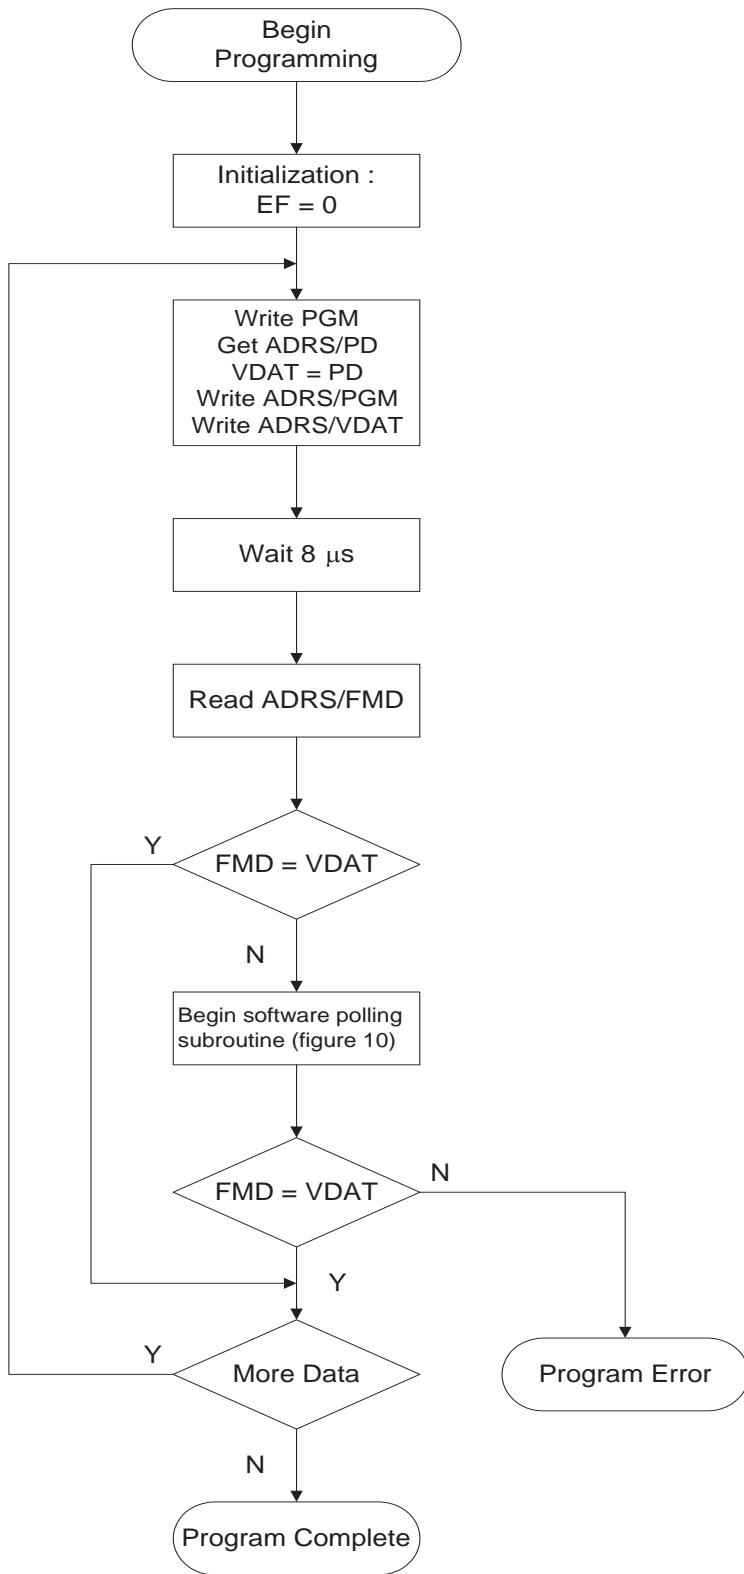 Begin
Programming
Initialization :
EF = 0
Write PGM
Get ADRS/PD
VDAT = PD
Write ADRS/PGM
Write ADRS/VDAT
Wait 8 μs
Read ADRS/FMD
Y
FMD = VDAT
N
Begin software polling
subroutine (figure 10)
FMD = VDAT
N
Y
Y
More Data
Program Error
N
Program Complete